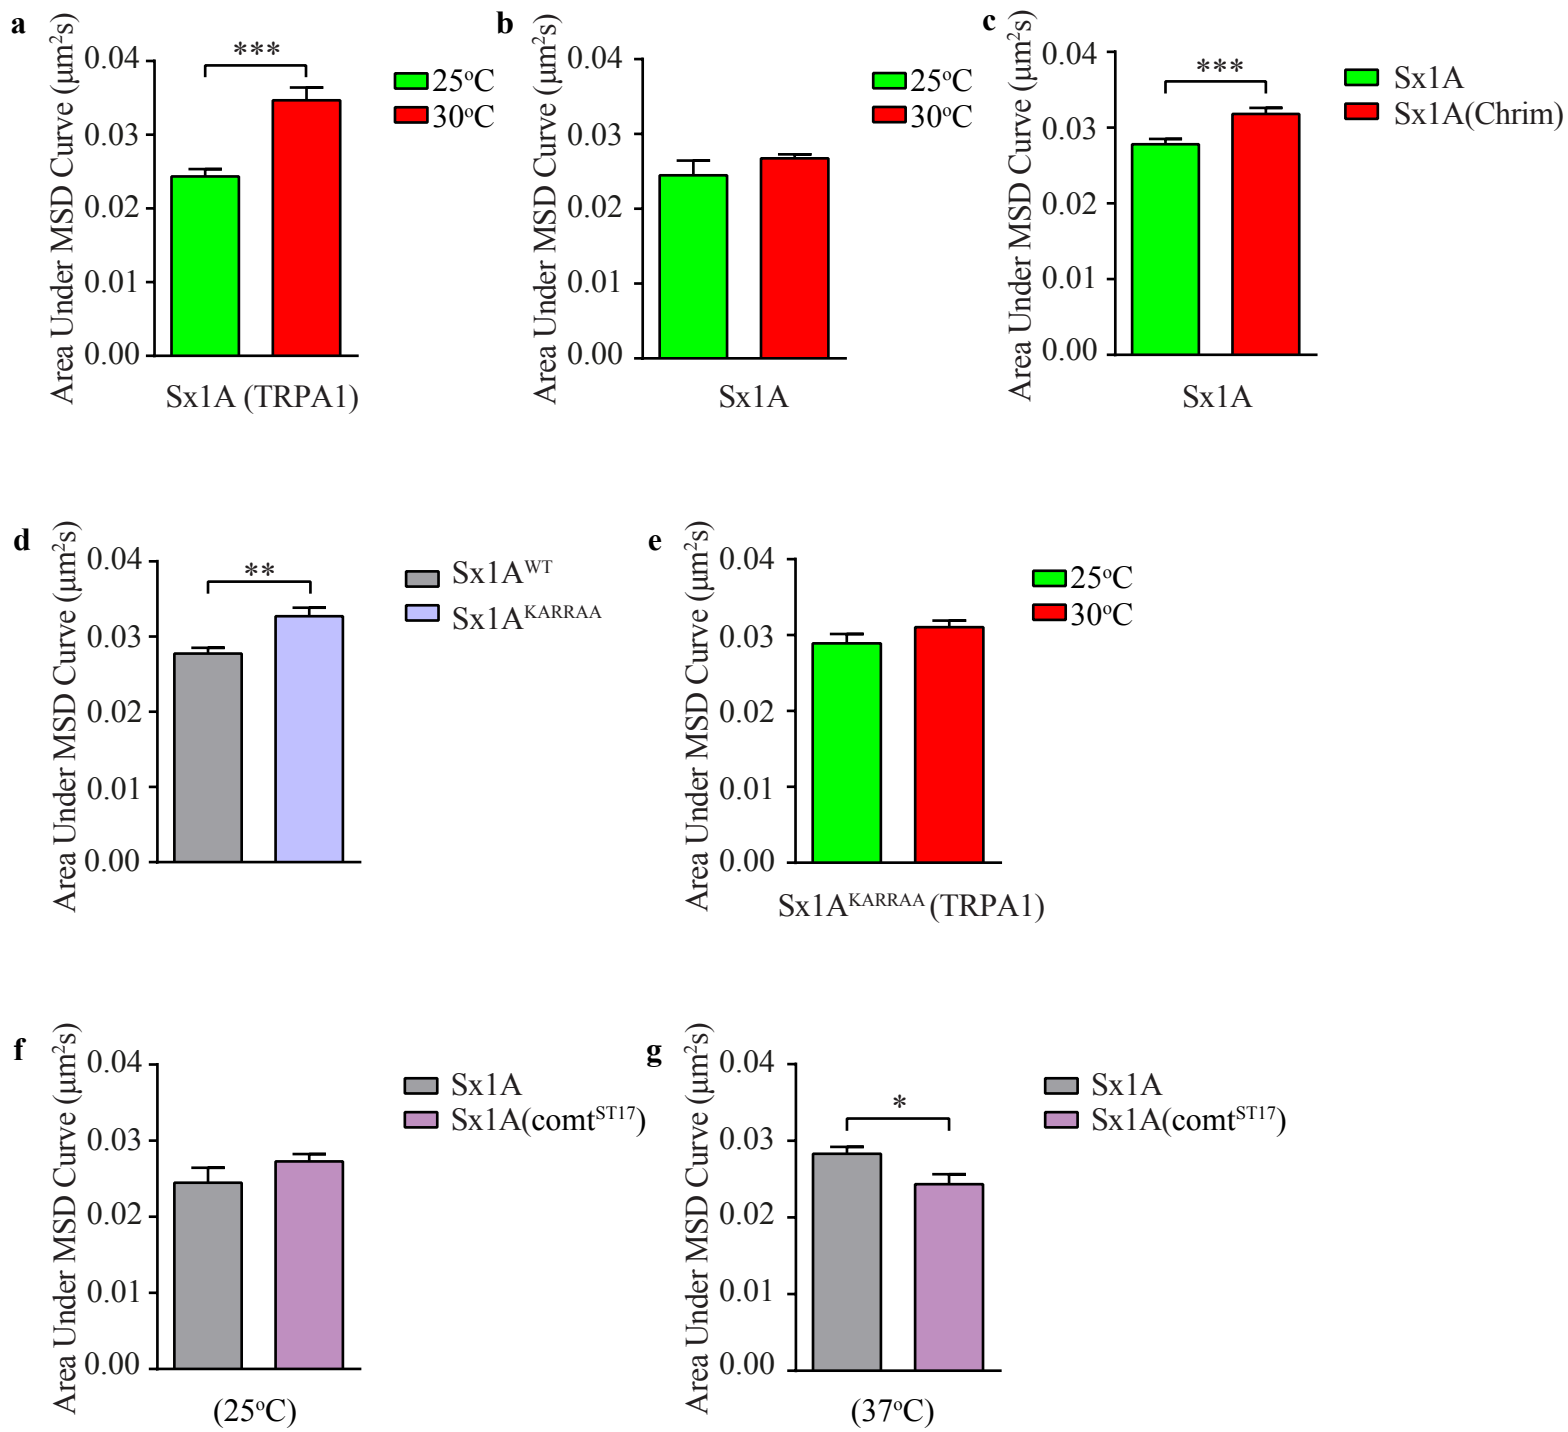 a
Area Under MSD Curve (μm²s)
0.04
0.03
0.02
0.01
0.00
***
25°C
30°C
Sx1A (TRPA1)
b
Area Under MSD Curve (μm²s)
0.04
0.03
0.02
0.01
0.00
25°C
30°C
Sx1A
c
Area Under MSD Curve (μm²s)
0.04
0.03
0.02
0.01
0.00
***
Sx1A
Sx1A(Chrim)
Sx1A
d
Area Under MSD Curve (μm²s)
0.04
0.03
0.02
0.01
0.00
**
Sx1A^WT
Sx1A^KARRAA
e
Area Under MSD Curve (μm²s)
0.04
0.03
0.02
0.01
0.00
25°C
30°C
Sx1A^KARRAA (TRPA1)
f
Area Under MSD Curve (μm²s)
0.04
0.03
0.02
0.01
0.00
Sx1A
Sx1A(comt^ST17)
(25°C)
g
Area Under MSD Curve (μm²s)
0.04
0.03
0.02
0.01
0.00
*
Sx1A
Sx1A(comt^ST17)
(37°C)